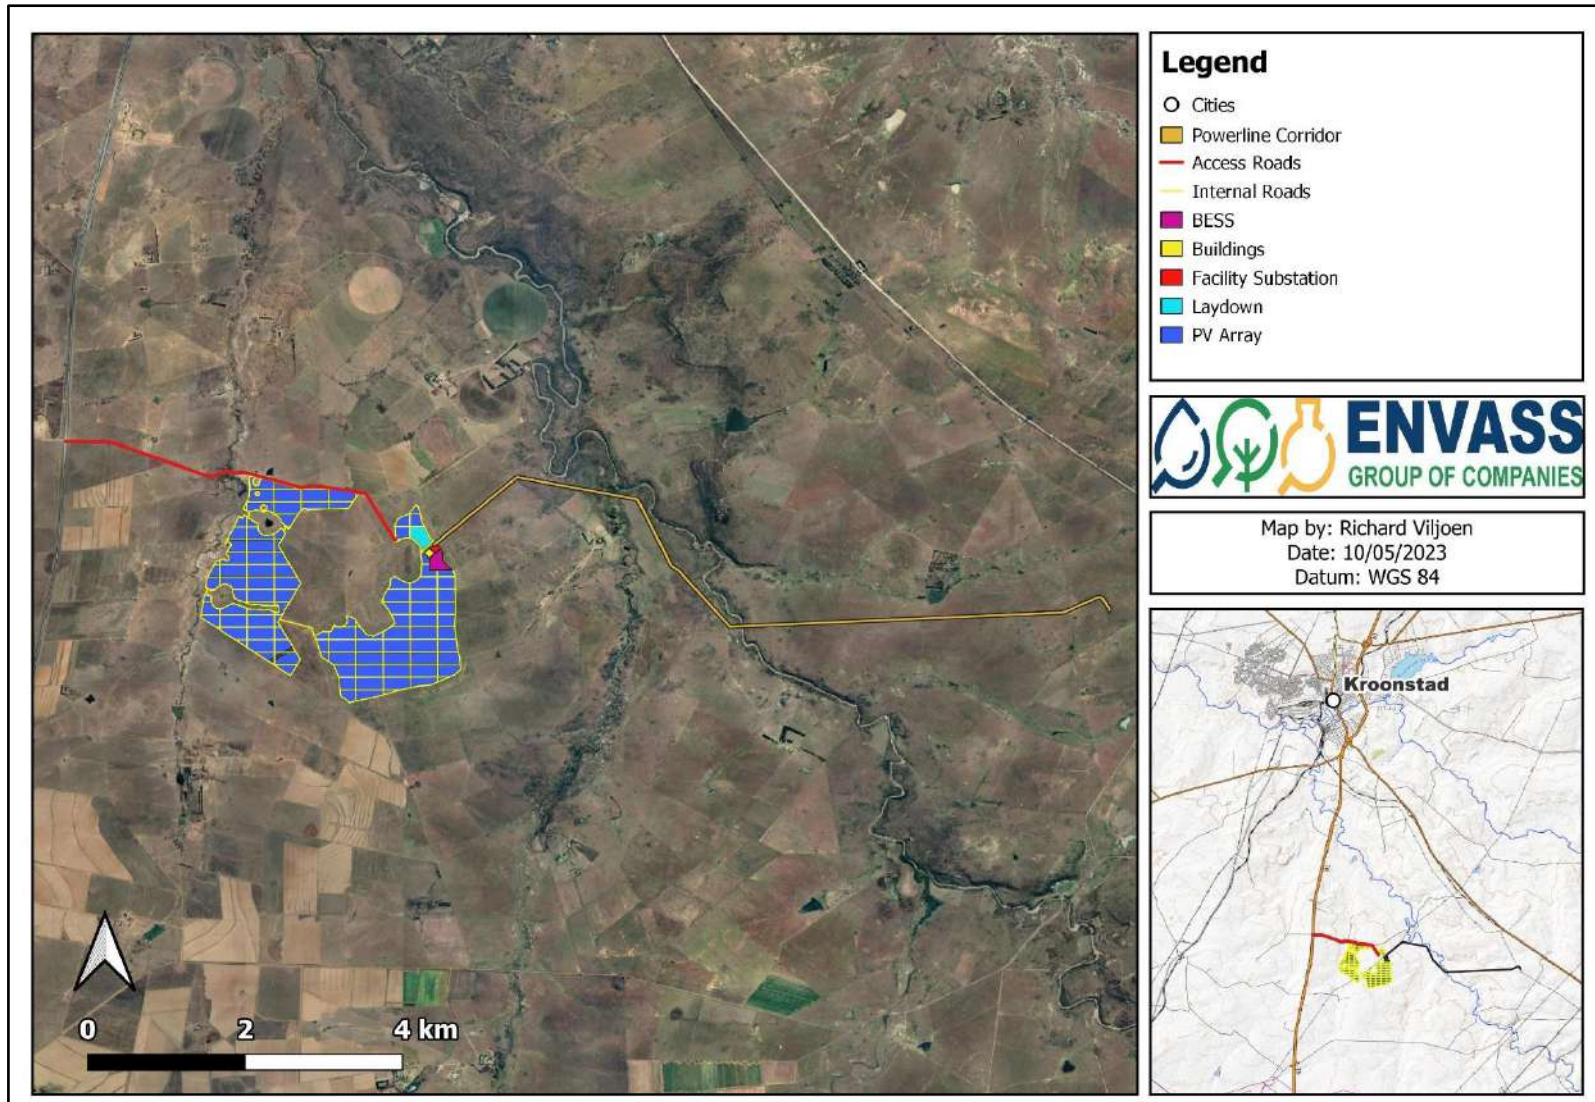 Legend
Cities
Powerline Corridor
Access Roads
Internal Roads
BESS
Buildings
Facility Substation
Laydown
PV Array
ENVASS
GROUP OF COMPANIES
Map by: Richard Viljoen
Date: 10/05/2023
Datum: WGS 84
Kroonstad
0 2 4 km